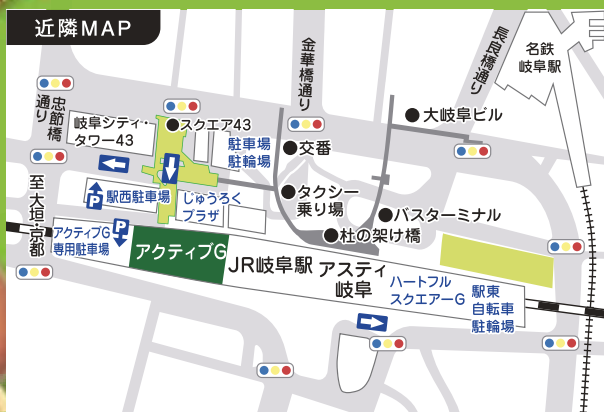 近隣MAP
金華橋通り
長良橋通り
名鉄
岐阜駅
忠節橋
通り
岐阜シティ・
タワー43
スクエア43
駐車場
駐輪場
交番
大岐阜ビル
駅西駐車場
P
じゅうろく
プラザ
タクシー
乗り場
バスターミナル
杜の架け橋
至大垣・京都
アクティブG
専用駐車場
P
アクティブG
JR岐阜駅
アスティ
岐阜
ハートフル
スクエアーG
駅東
自転車
駐輪場